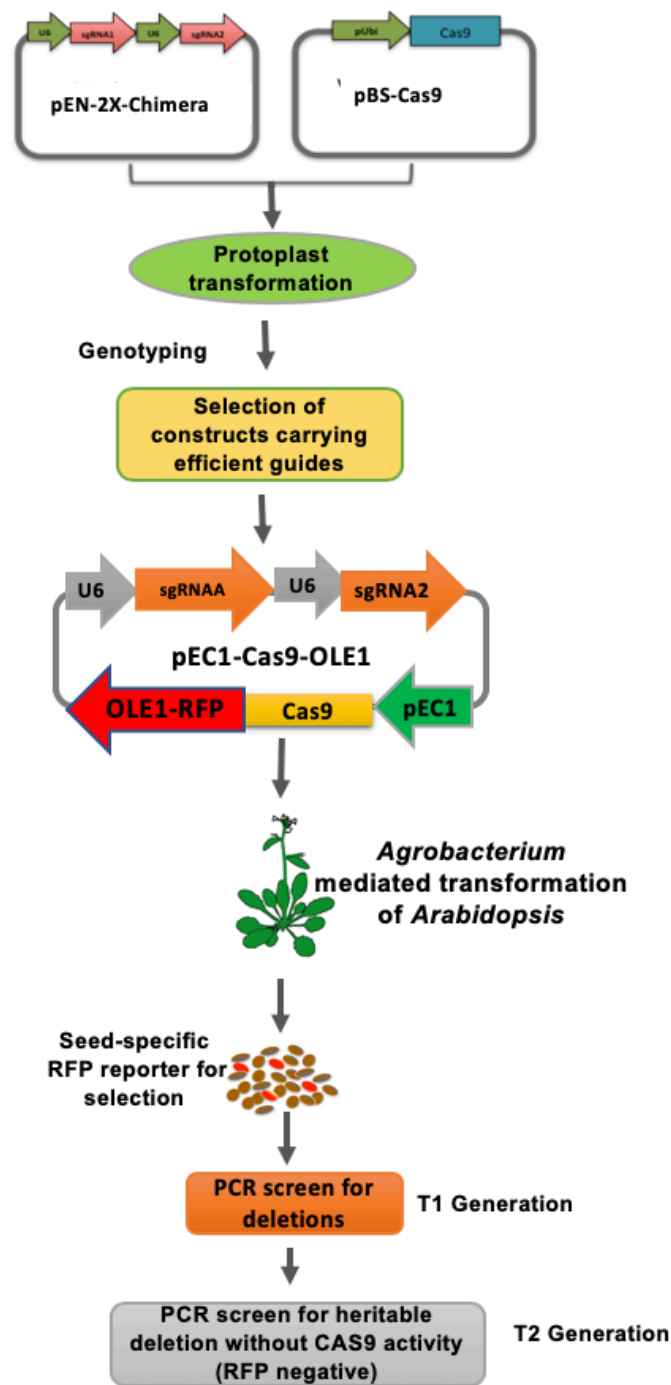 U6 sgRNA1 U6 sgRNA2
pUbi Cas9
pEN-2X-Chimera
pBS-Cas9
Protoplast
transformation
Genotyping
Selection of
constructs carrying
efficient guides
U6 sgRNAA U6 sgRNA2
pEC1-Cas9-OLE1
OLE1-RFP Cas9 pEC1
Agrobacterium
mediated transformation
of Arabidopsis
Seed-specific
RFP reporter for
selection
PCR screen for
deletions
T1 Generation
PCR screen for heritable
deletion without CAS9 activity
(RFP negative)
T2 Generation